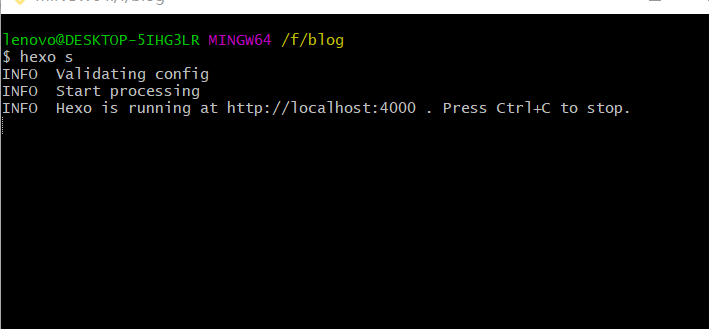 lenovo@DESKTOP-5IHG3LR MINGW64 /f/blog
$ hexo s
INFO  Validating config
INFO  Start processing
INFO  Hexo is running at http://localhost:4000 . Press Ctrl+C to stop.